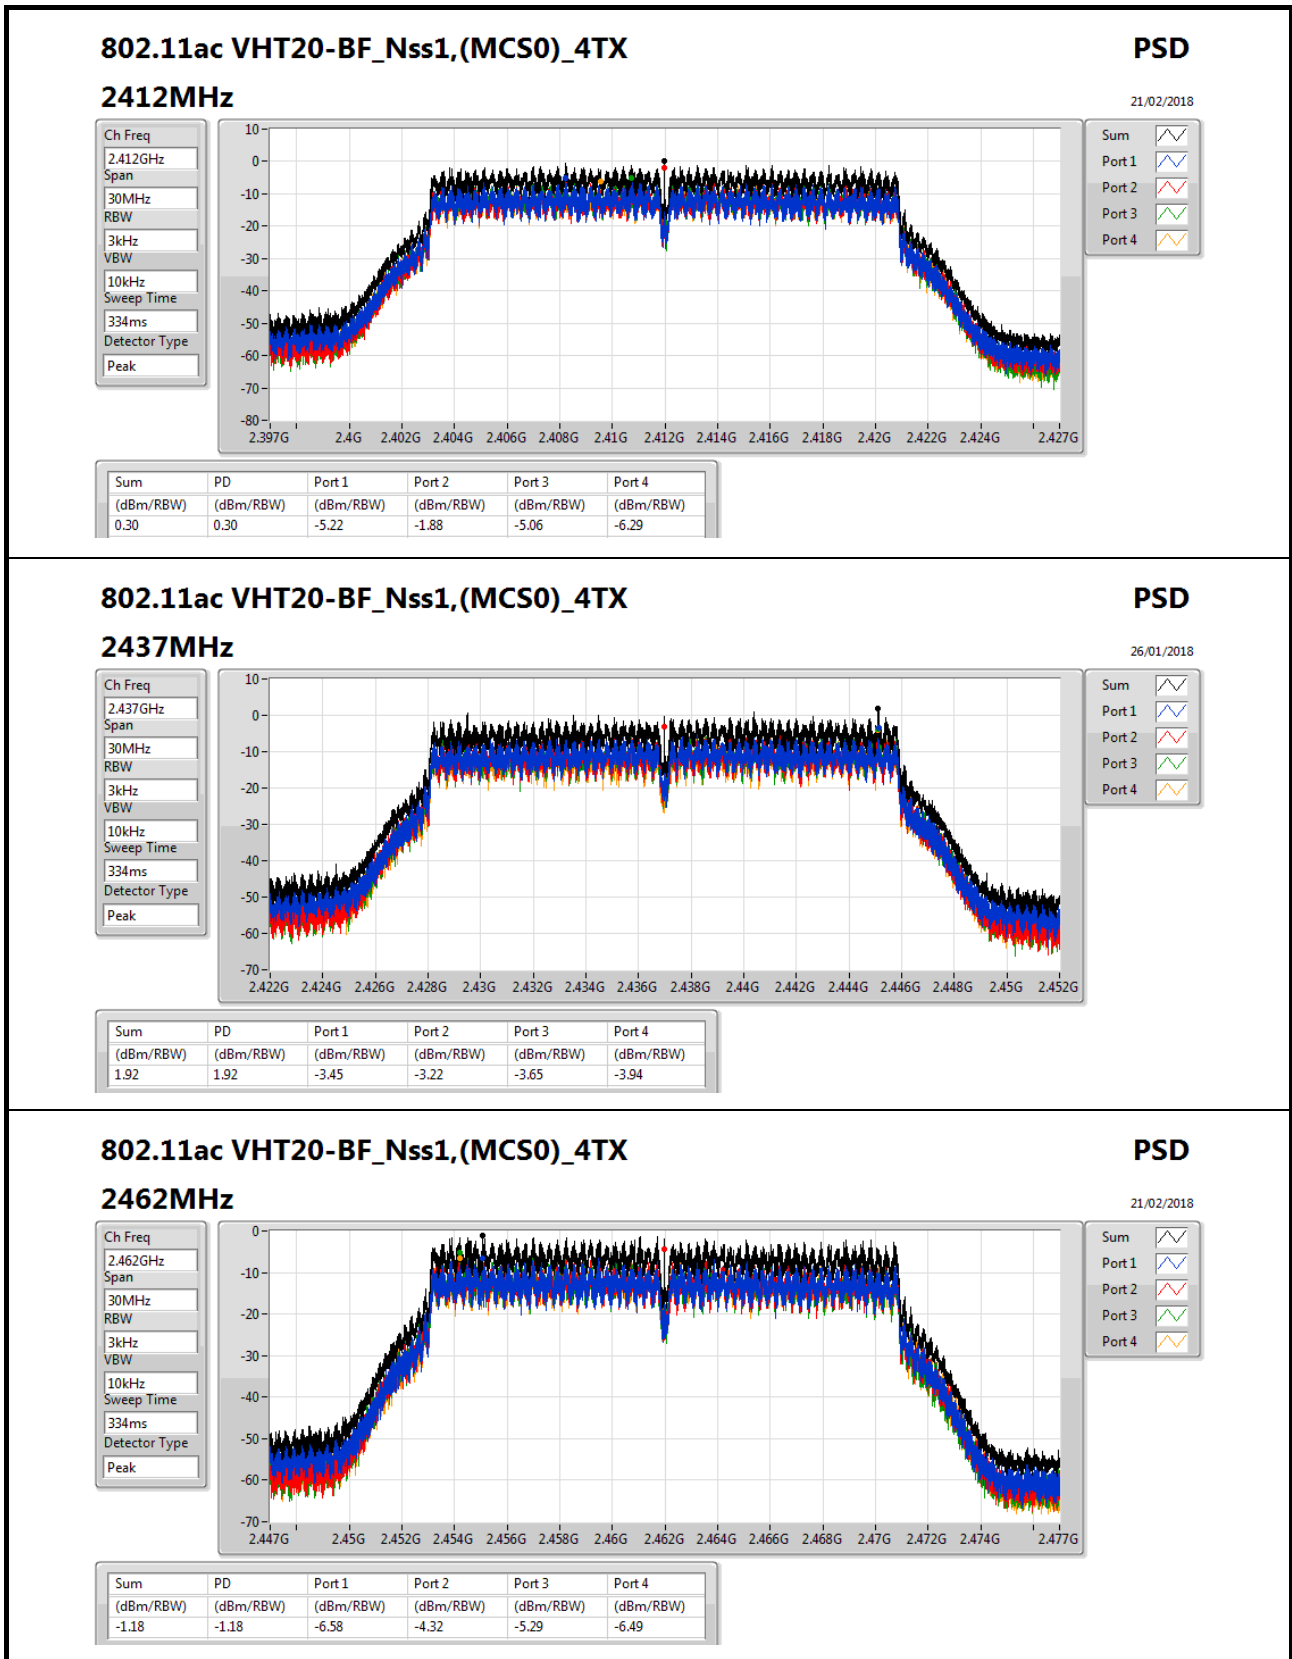 802.11ac VHT20-BF_Nss1,(MCS0)_4TX PSD
2412MHz 21/02/2018
Ch Freq
2.412GHz
Span
30MHz
RBW
3kHz
VBW
10kHz
Sweep Time
334ms
Detector Type
Peak
10
0
-10
-20
-30
-40
-50
-60
-70
-80
2.397G 2.4G 2.402G 2.404G 2.406G 2.408G 2.41G 2.412G 2.414G 2.416G 2.418G 2.42G 2.422G 2.424G 2.427G
Sum
Port 1
Port 2
Port 3
Port 4
Sum PD Port 1 Port 2 Port 3 Port 4
(dBm/RBW) (dBm/RBW) (dBm/RBW) (dBm/RBW) (dBm/RBW) (dBm/RBW)
0.30 0.30 -5.22 -1.88 -5.06 -6.29
802.11ac VHT20-BF_Nss1,(MCS0)_4TX PSD
2437MHz 26/01/2018
Ch Freq
2.437GHz
Span
30MHz
RBW
3kHz
VBW
10kHz
Sweep Time
334ms
Detector Type
Peak
10
0
-10
-20
-30
-40
-50
-60
-70
2.422G 2.424G 2.426G 2.428G 2.43G 2.432G 2.434G 2.436G 2.438G 2.44G 2.442G 2.444G 2.446G 2.448G 2.45G 2.452G
Sum
Port 1
Port 2
Port 3
Port 4
Sum PD Port 1 Port 2 Port 3 Port 4
(dBm/RBW) (dBm/RBW) (dBm/RBW) (dBm/RBW) (dBm/RBW) (dBm/RBW)
1.92 1.92 -3.45 -3.22 -3.65 -3.94
802.11ac VHT20-BF_Nss1,(MCS0)_4TX PSD
2462MHz 21/02/2018
Ch Freq
2.462GHz
Span
30MHz
RBW
3kHz
VBW
10kHz
Sweep Time
334ms
Detector Type
Peak
0
-10
-20
-30
-40
-50
-60
-70
2.447G 2.45G 2.452G 2.454G 2.456G 2.458G 2.46G 2.462G 2.464G 2.466G 2.468G 2.47G 2.472G 2.474G 2.477G
Sum
Port 1
Port 2
Port 3
Port 4
Sum PD Port 1 Port 2 Port 3 Port 4
(dBm/RBW) (dBm/RBW) (dBm/RBW) (dBm/RBW) (dBm/RBW) (dBm/RBW)
-1.18 -1.18 -6.58 -4.32 -5.29 -6.49